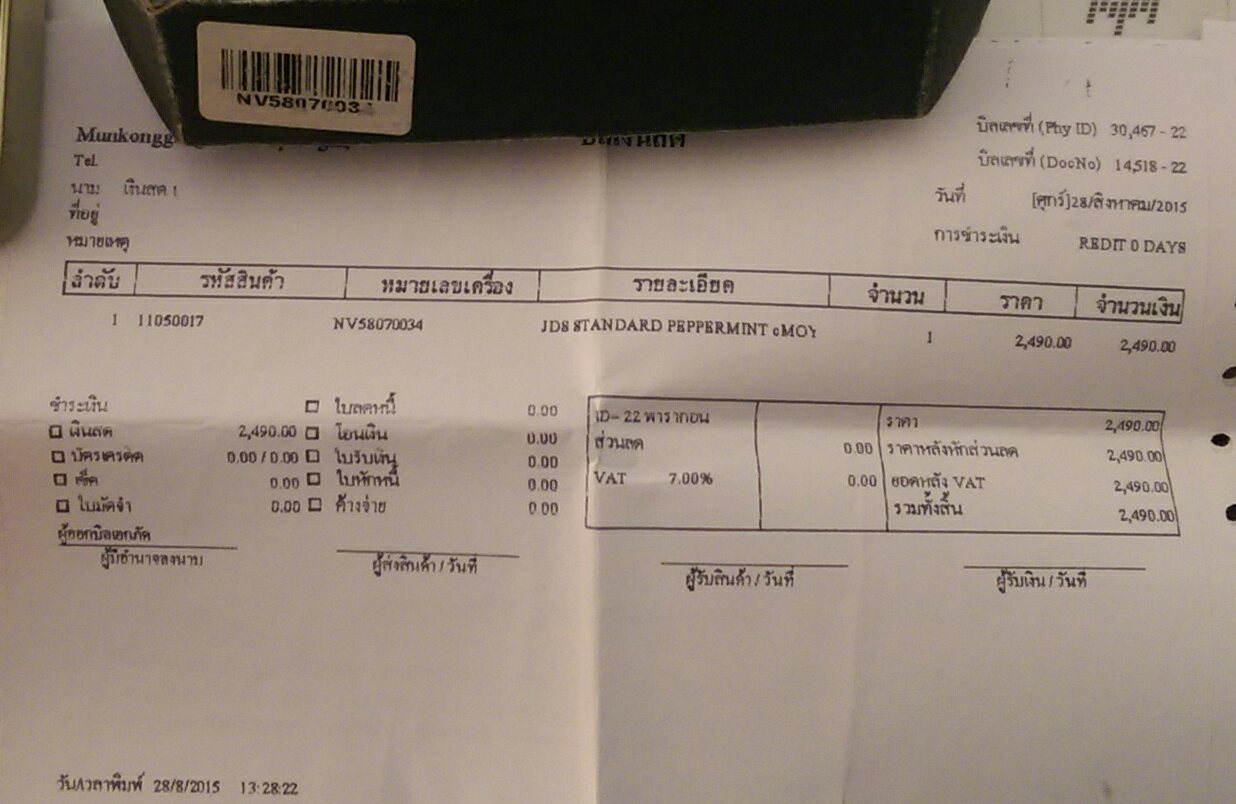 NV58070034
Munkongg
บิลเงินสด
บิลเลขที่ (Phy ID) 30,467 - 22
Tel.
บิลเลขที่ (DocNo) 14,518 - 22
นาม เงินสด 1
วันที่ [ศุกร์]28/สิงหาคม/2015
ที่อยู่
หมายเหตุ
การชำระเงิน REDIT 0 DAYS
ลำดับ รหัสสินค้า หมายเลขเครื่อง รายละเอียด จำนวน ราคา จำนวนเงิน
1 11050017 NV58070034 JDS STANDARD PEPPERMINT cMOY 1 2,490.00 2,490.00
ชำระเงิน ใบลดหนี้ 0.00
เงินสด 2,490.00 โอนเงิน 0.00
บัตรเครดิต 0.00 / 0.00 ใบรับเงิน 0.00
เช็ค 0.00 ใบหักหนี้ 0.00
ใบมัดจำ 0.00 ค้างจ่าย 0.00
ID- 22 พารากอน ราคา 2,490.00
ส่วนลด 0.00 ราคาหลังหักส่วนลด 2,490.00
VAT 7.00% 0.00 ยอดหลัง VAT 2,490.00
รวมทั้งสิ้น 2,490.00
ผู้ออกบิลเอกภัค
ผู้มีอำนาจลงนาม ผู้ส่งสินค้า / วันที่ ผู้รับสินค้า / วันที่ ผู้รับเงิน / วันที่
วัน/เวลาพิมพ์ 28/8/2015 13:28:22